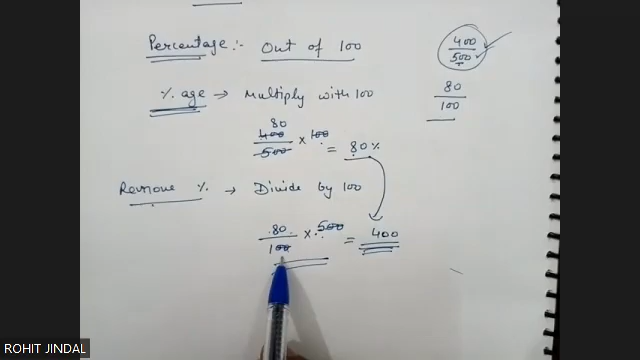 Percentage:- Out of 100
400
500
% age → Multiply with 100
80
100
80
400
500 × 100 = 80%
Remove % → Divide by 100
80
100 × 500 = 400
ROHIT JINDAL